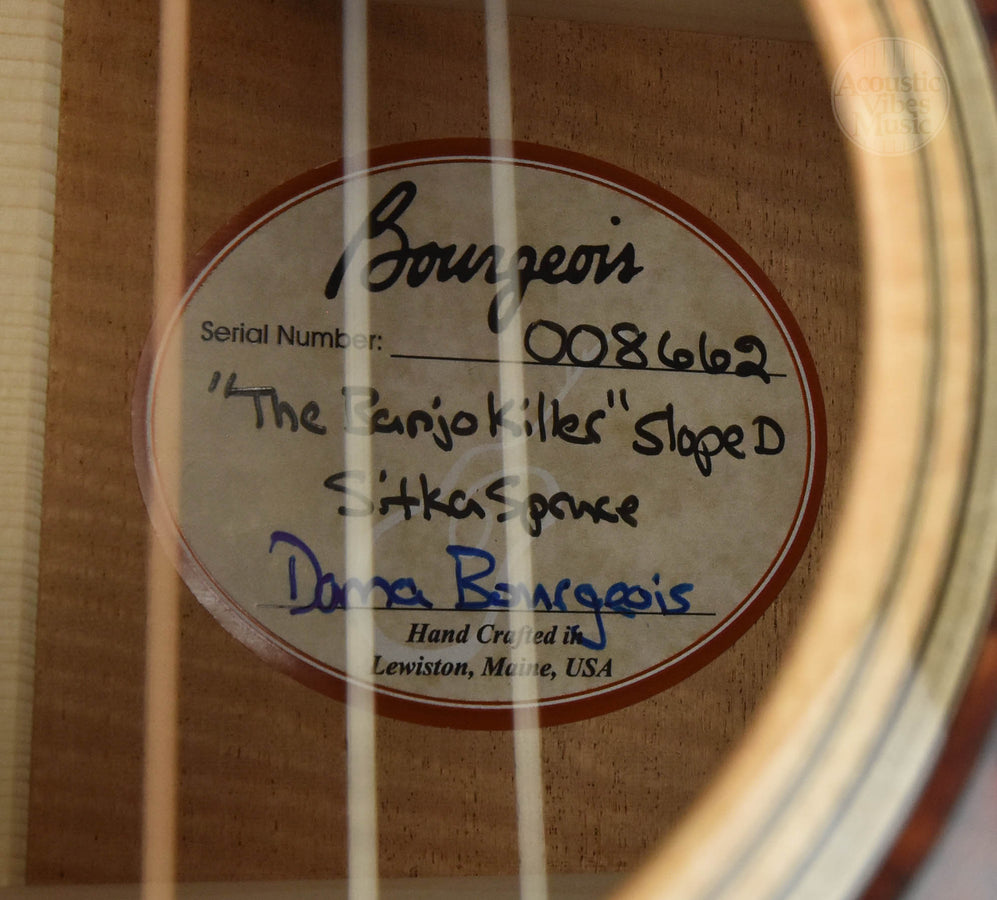 Acoustic
Vibes
Music
Bourgeois
Serial Number: 008662
"The Banjo Killer" Slope D
Sitka Spruce
Dana Bourgeois
Hand Crafted in
Lewiston, Maine, USA